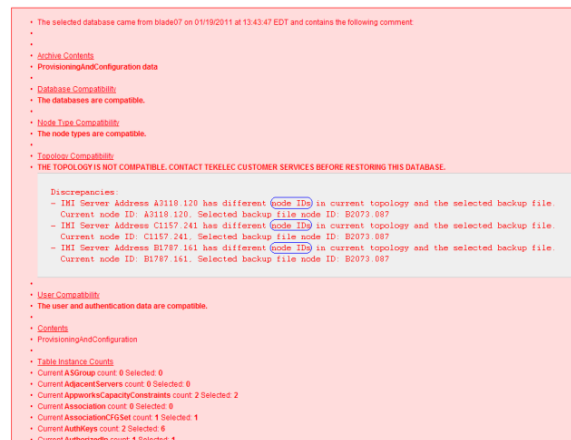 The selected database came from blade07 on 01/19/2011 at 13:43:47 EDT and contains the following comment:
Archive Contents
ProvisioningAndConfiguration data
Database Compatibility
The databases are compatible.
Node Type Compatibility
The node types are compatible.
Topology Compatibility
THE TOPOLOGY IS NOT COMPATIBLE. CONTACT TEKELEC CUSTOMER SERVICES BEFORE RESTORING THIS DATABASE.
Discrepancies:
- IMI Server Address A3118.120 has different node IDs in current topology and the selected backup file.
Current node ID: A3118.120, Selected backup file node ID: B2073.087
- IMI Server Address C1157.241 has different node IDs in current topology and the selected backup file.
Current node ID: C1157.241, Selected backup file node ID: B2073.087
- IMI Server Address B1787.161 has different node IDs in current topology and the selected backup file.
Current node ID: B1787.161, Selected backup file node ID: B2073.087
User Compatibility
The user and authentication data are compatible.
Contents
ProvisioningAndConfiguration
Table Instance Counts
Current ASGroup count: 0 Selected: 0
Current AdjacentServers count: 0 Selected: 0
Current AppworksCapacityConstraints count: 2 Selected: 2
Current Association count: 0 Selected: 0
Current AssociationCFGSet count: 1 Selected: 1
Current AuthKeys count: 2 Selected: 6
Current AuthorizedIp count: 1 Selected: 1